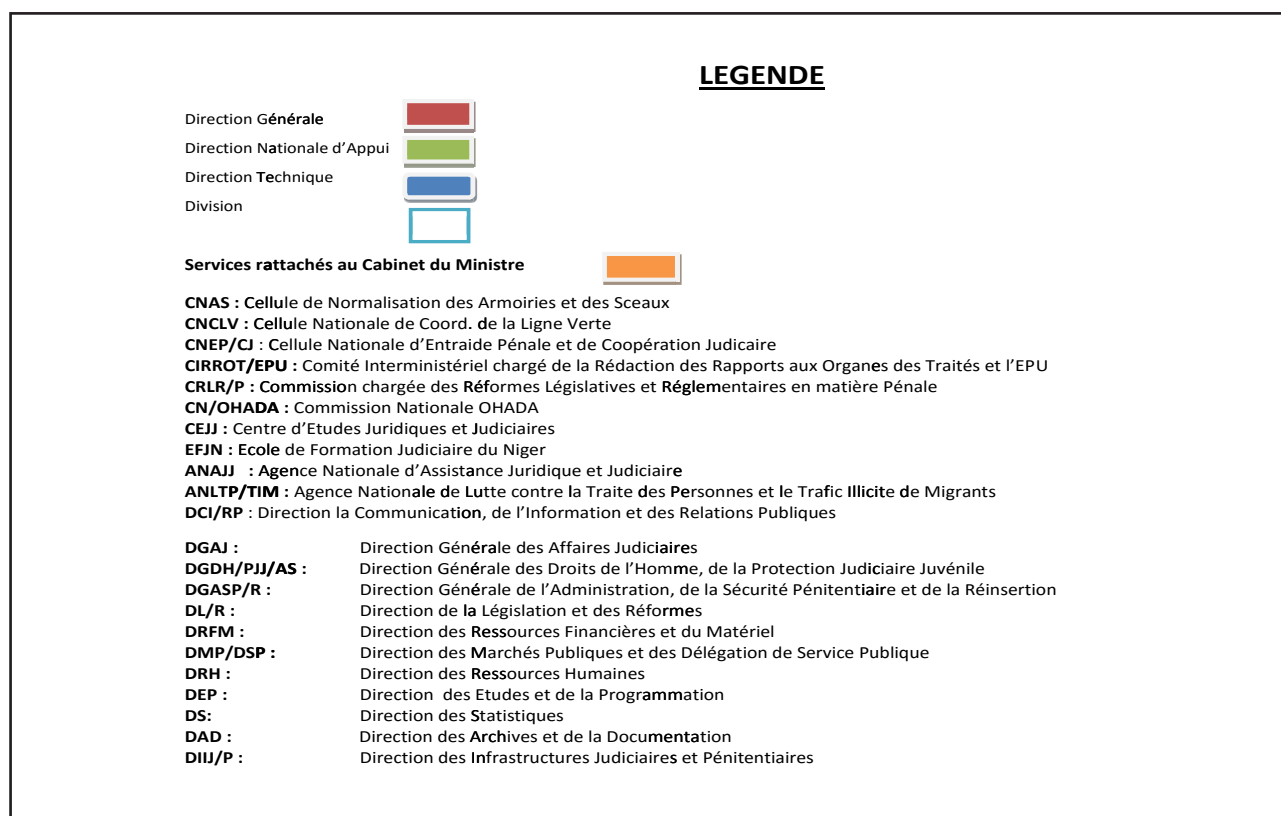 LEGENDE
Direction Générale
Direction Nationale d’Appui
Direction Technique
Division
Services rattachés au Cabinet du Ministre
CNAS : Cellule de Normalisation des Armoiries et des Sceaux
CNCLV : Cellule Nationale de Coord. de la Ligne Verte
CNEP/CJ : Cellule Nationale d’Entraide Pénale et de Coopération Judicaire
CIRROT/EPU : Comité Interministériel chargé de la Rédaction des Rapports aux Organes des Traités et l’EPU
CRLR/P : Commission chargée des Réformes Législatives et Réglementaires en matière Pénale
CN/OHADA : Commission Nationale OHADA
CEJJ : Centre d’Etudes Juridiques et Judiciaires
EFJN : Ecole de Formation Judiciaire du Niger
ANAJJ : Agence Nationale d’Assistance Juridique et Judiciaire
ANLTP/TIM : Agence Nationale de Lutte contre la Traite des Personnes et le Trafic Illicite de Migrants
DCI/RP : Direction la Communication, de l’Information et des Relations Publiques
DGAJ : Direction Générale des Affaires Judiciaires
DGDH/PJJ/AS : Direction Générale des Droits de l’Homme, de la Protection Judiciaire Juvénile
DGASP/R : Direction Générale de l’Administration, de la Sécurité Pénitentiaire et de la Réinsertion
DL/R : Direction de la Législation et des Réformes
DRFM : Direction des Ressources Financières et du Matériel
DMP/DSP : Direction des Marchés Publiques et des Délégation de Service Publique
DRH : Direction des Ressources Humaines
DEP : Direction des Etudes et de la Programmation
DS: Direction des Statistiques
DAD : Direction des Archives et de la Documentation
DIIJ/P : Direction des Infrastructures Judiciaires et Pénitentiaires